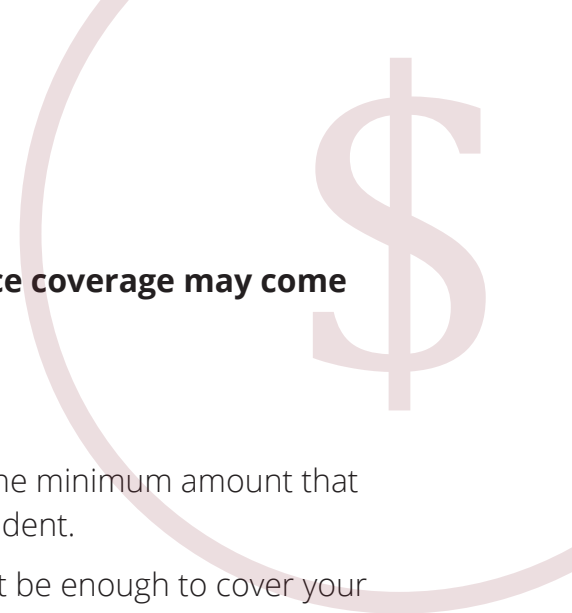 ce coverage may come
$
he minimum amount that
dent.
t be enough to cover your